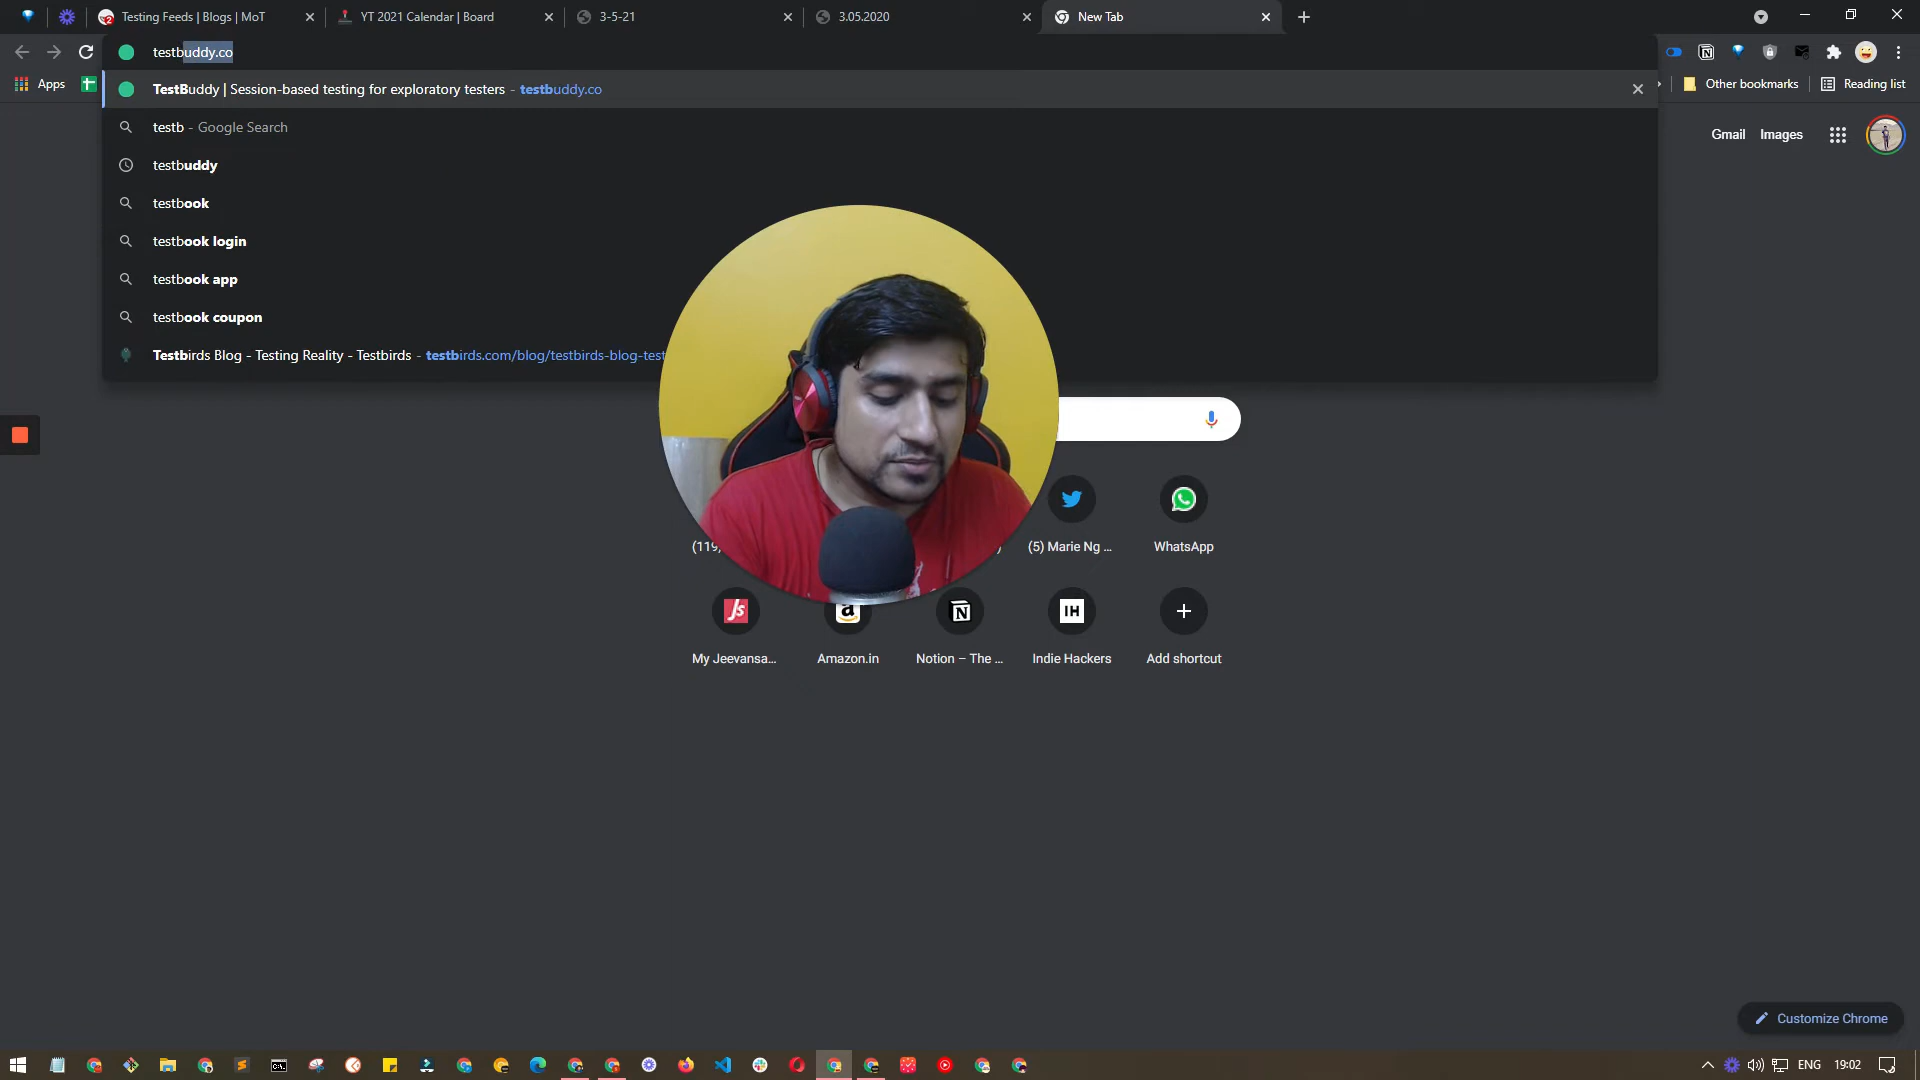 Testing Feeds | Blogs | MoT
YT 2021 Calendar | Board
3-5-21
3.05.2020
New Tab
testbuddy.co
Apps
Other bookmarks
Reading list
TestBuddy | Session-based testing for exploratory testers - testbuddy.co
testb - Google Search
Gmail
Images
testbuddy
testbook
testbook login
testbook app
testbook coupon
Testbirds Blog - Testing Reality - Testbirds - testbirds.com/blog/testbirds-blog-test
(119)
(5) Marie Ng ...
WhatsApp
My Jeevansa...
Amazon.in
Notion – The ...
Indie Hackers
Add shortcut
Customize Chrome
ENG
19:02